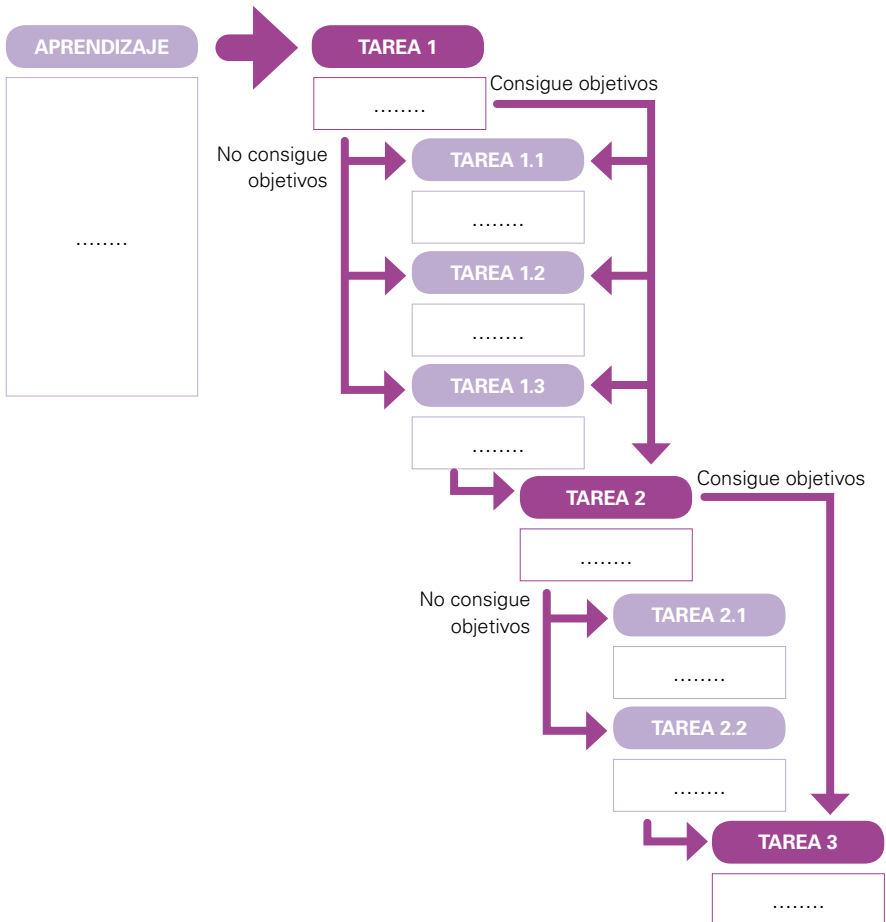 APRENDIZAJE
TAREA 1
Consigue objetivos
........
No consigue
objetivos
TAREA 1.1
........
........
TAREA 1.2
........
TAREA 1.3
........
TAREA 2
Consigue objetivos
........
No consigue
objetivos
TAREA 2.1
........
TAREA 2.2
........
TAREA 3
........